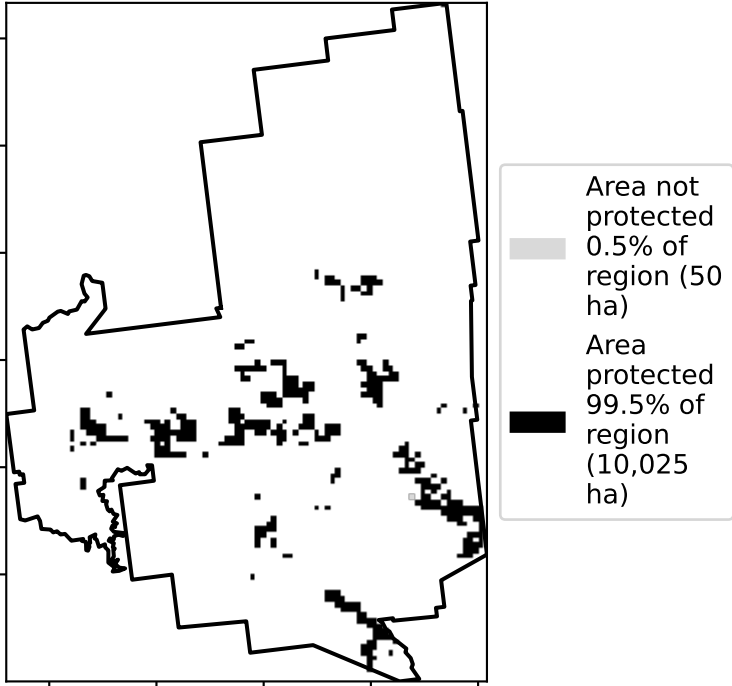 Area not
protected
0.5% of
region (50
ha)
Area
protected
99.5% of
region
(10,025
ha)